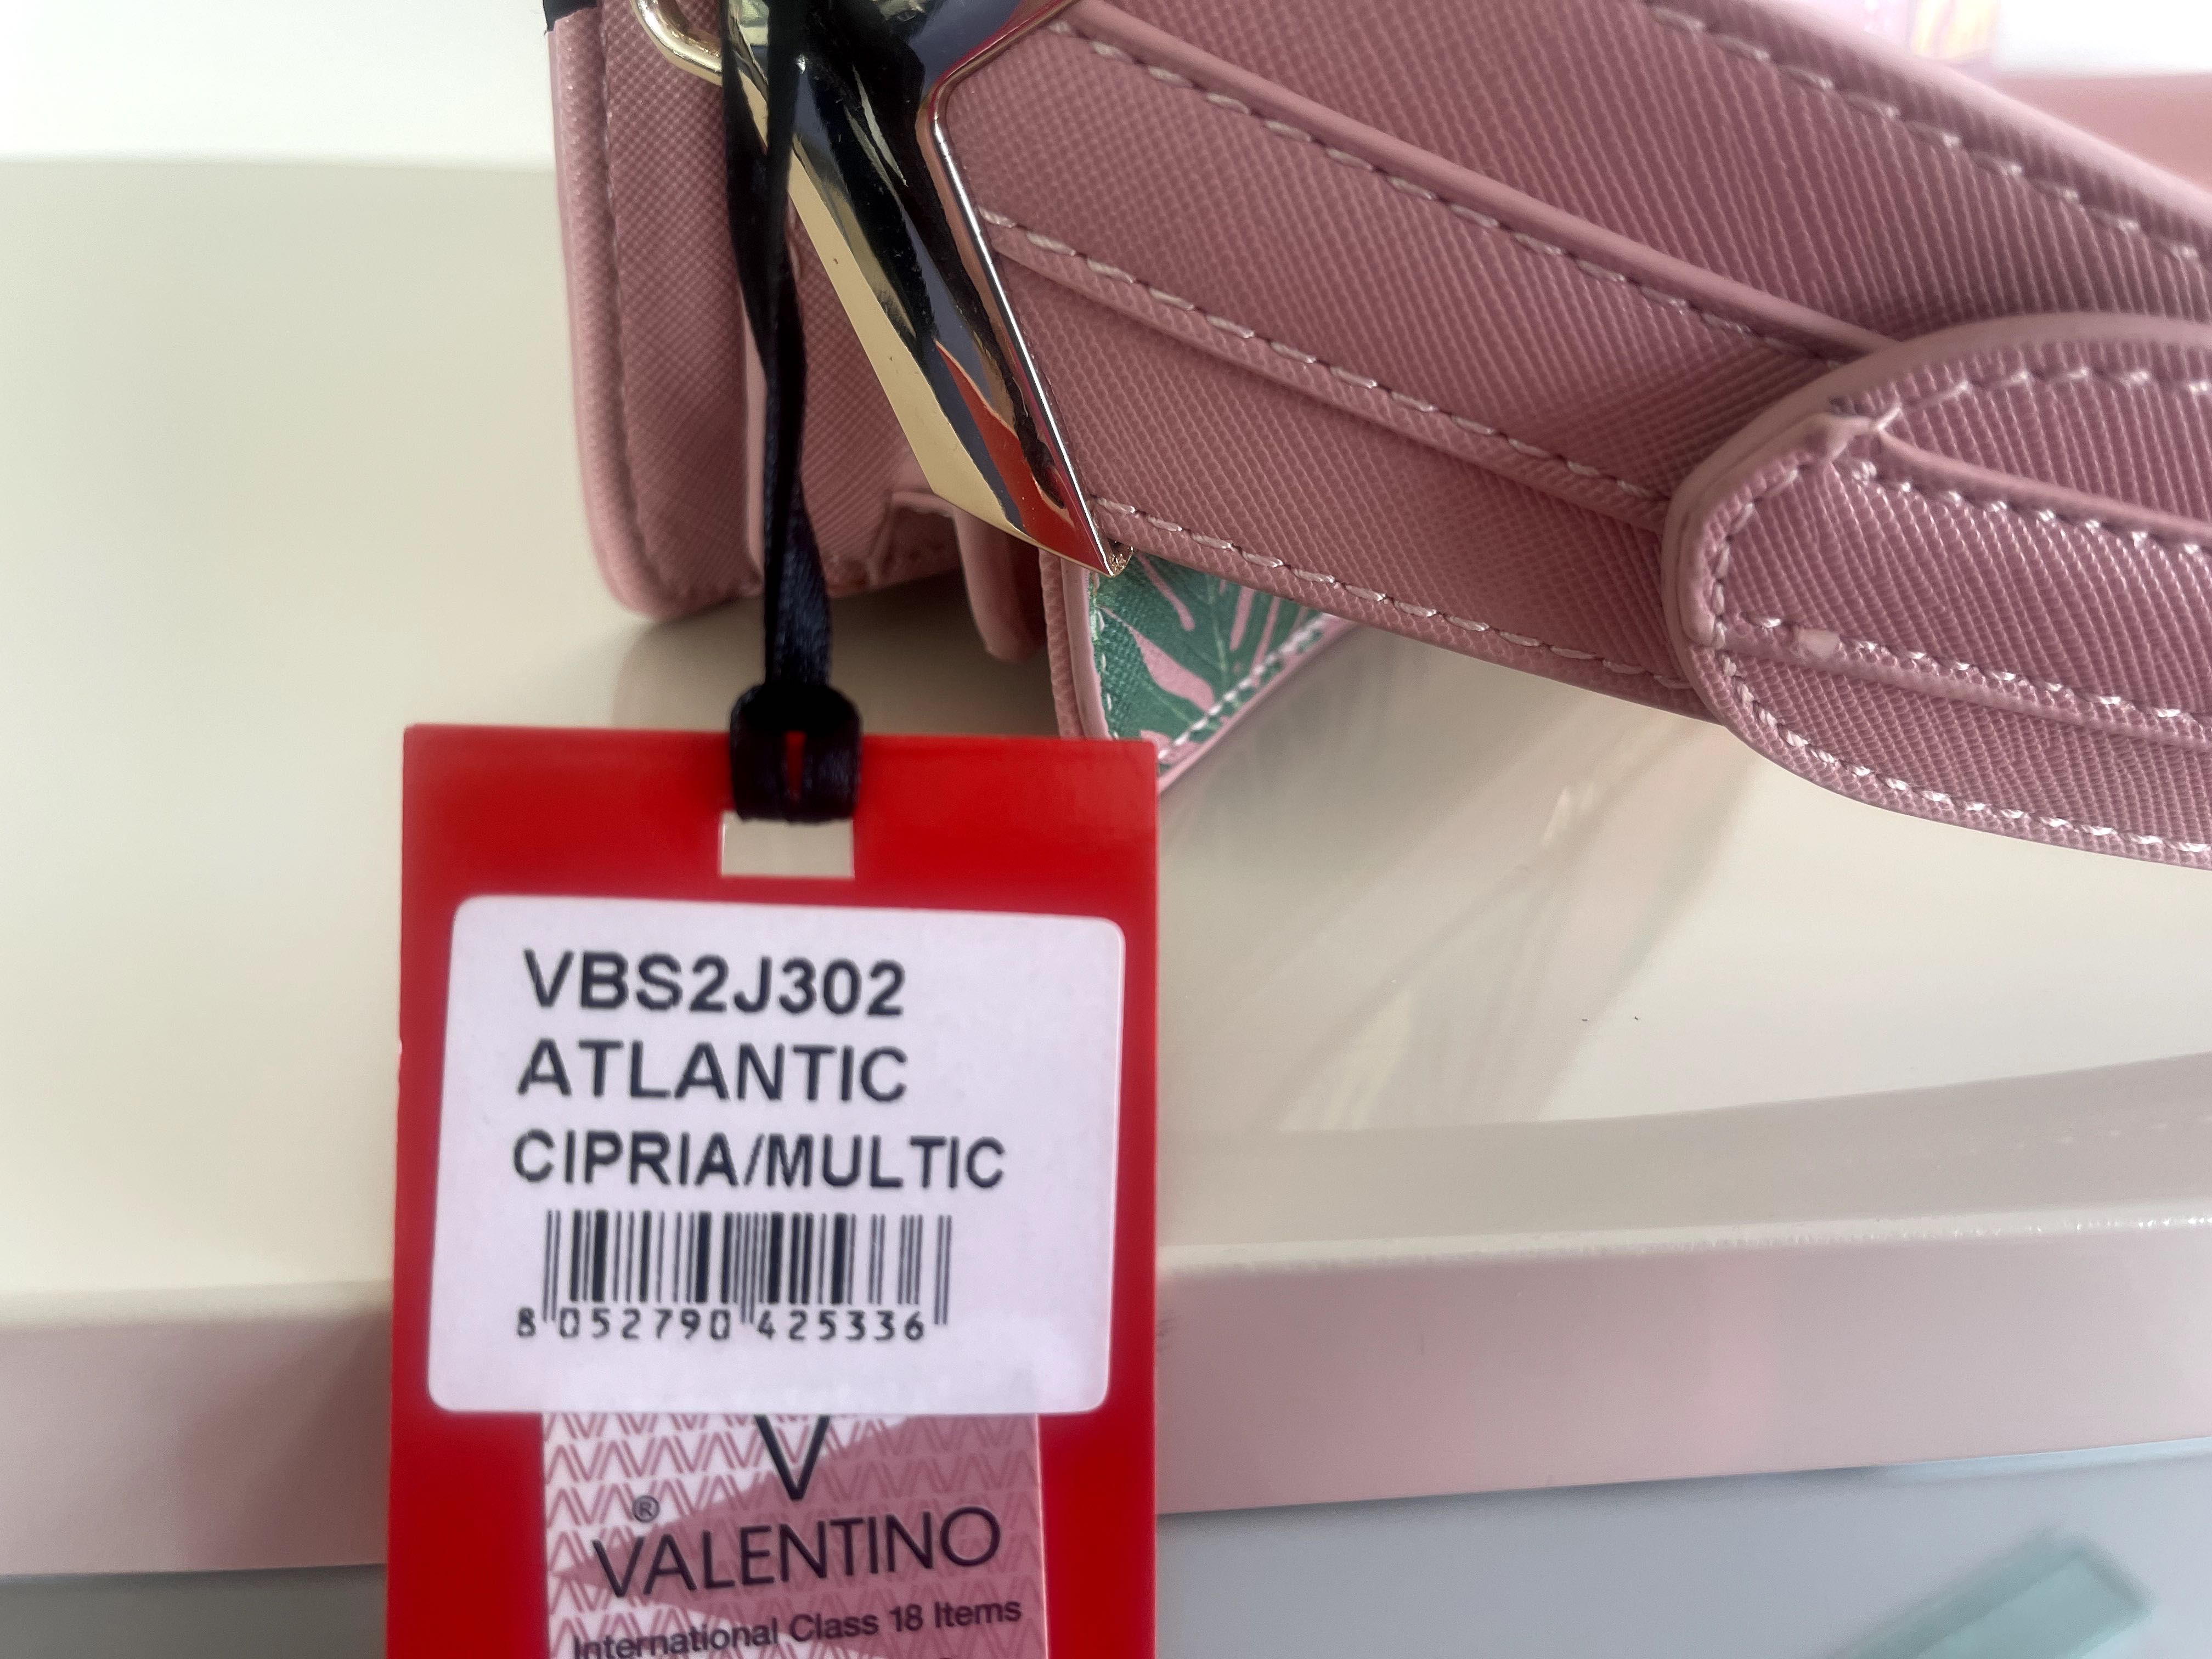 VBS2J302
ATLANTIC
CIPRIA/MULTIC
8 052790 425336
V
®
VALENTINO
International Class 18 Items